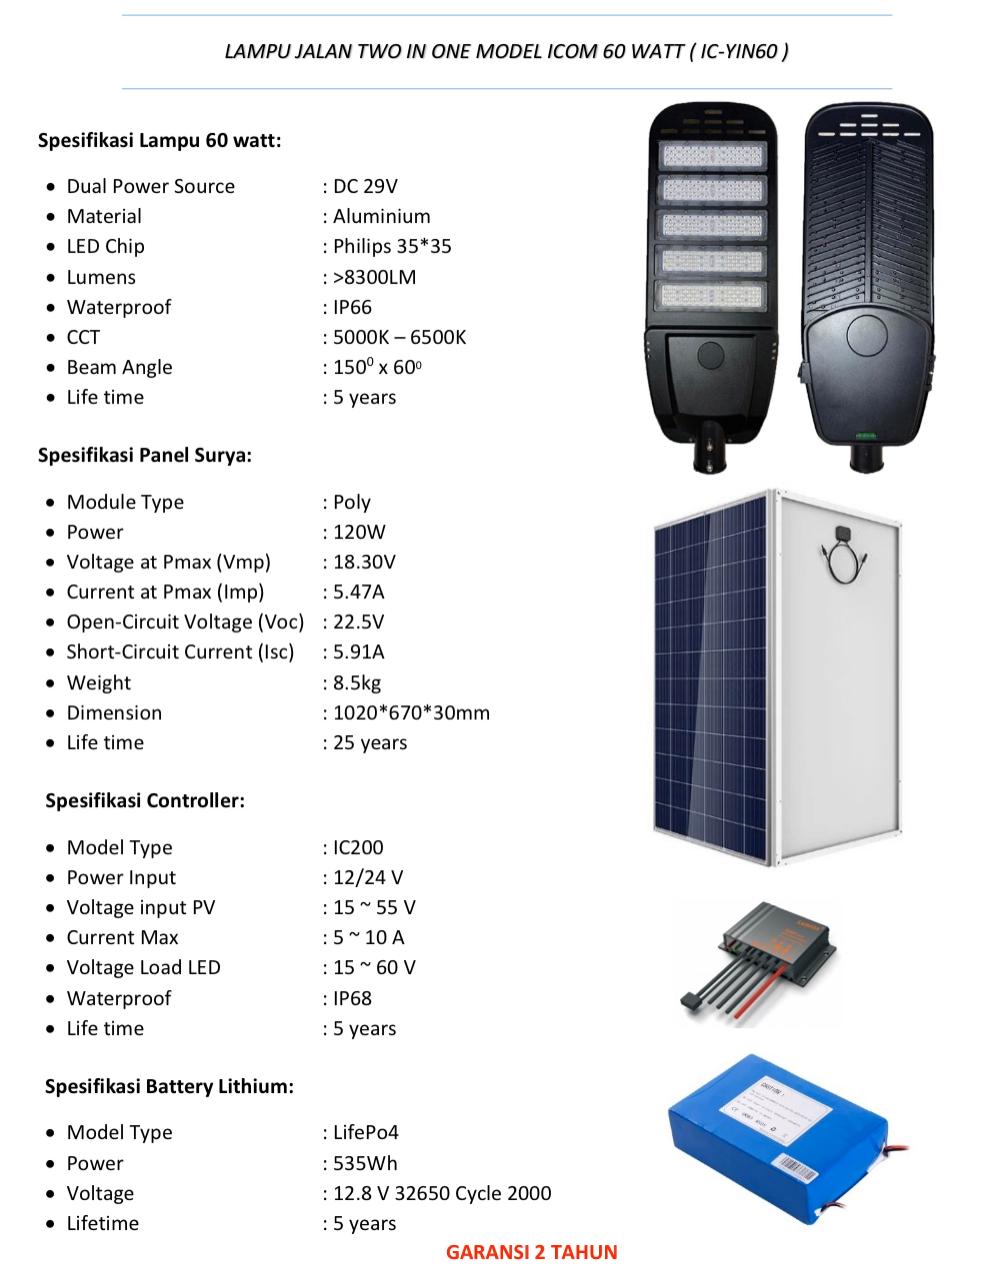 LAMPU JALAN TWO IN ONE MODEL ICOM 60 WATT ( IC-YIN60 )
Spesifikasi Lampu 60 watt:
• Dual Power Source : DC 29V
• Material : Aluminium
• LED Chip : Philips 35*35
• Lumens : >8300LM
• Waterproof : IP66
• CCT : 5000K – 6500K
• Beam Angle : 150⁰ x 60⁰
• Life time : 5 years
Spesifikasi Panel Surya:
• Module Type : Poly
• Power : 120W
• Voltage at Pmax (Vmp) : 18.30V
• Current at Pmax (Imp) : 5.47A
• Open-Circuit Voltage (Voc) : 22.5V
• Short-Circuit Current (Isc) : 5.91A
• Weight : 8.5kg
• Dimension : 1020*670*30mm
• Life time : 25 years
Spesifikasi Controller:
• Model Type : IC200
• Power Input : 12/24 V
• Voltage input PV : 15 ~ 55 V
• Current Max : 5 ~ 10 A
• Voltage Load LED : 15 ~ 60 V
• Waterproof : IP68
• Life time : 5 years
Spesifikasi Battery Lithium:
• Model Type : LifePo4
• Power : 535Wh
• Voltage : 12.8 V 32650 Cycle 2000
• Lifetime : 5 years
GARANSI 2 TAHUN